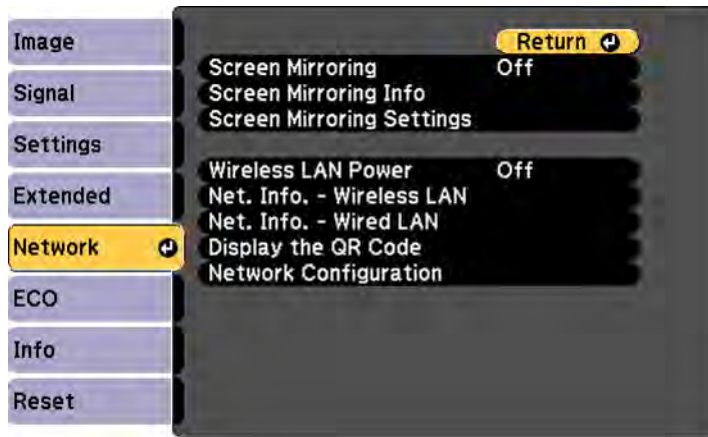 Image
Signal
Settings
Extended
Network
ECO
Info
Reset
Return
Screen Mirroring Off
Screen Mirroring Info
Screen Mirroring Settings
Wireless LAN Power Off
Net. Info. - Wireless LAN
Net. Info. - Wired LAN
Display the QR Code
Network Configuration